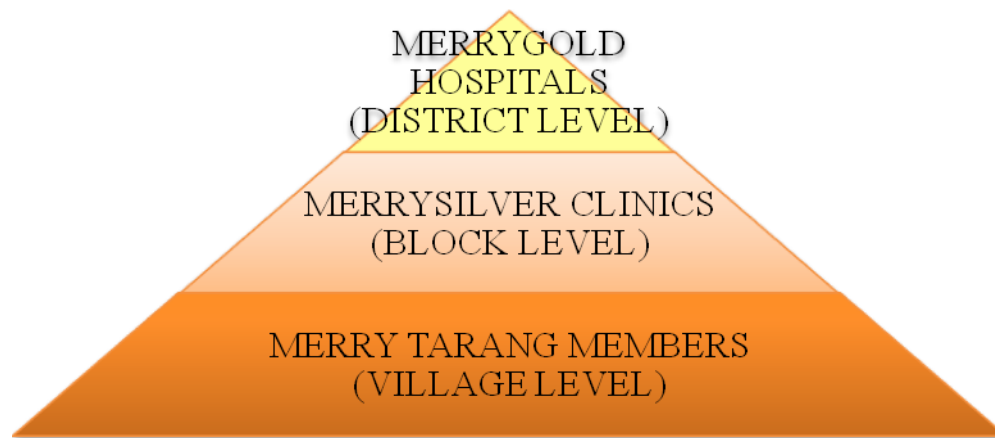 MERRYGOLD
HOSPITALS
(DISTRICT LEVEL)
MERRYSILVER CLINICS
(BLOCK LEVEL)
MERRY TARANG MEMBERS
(VILLAGE LEVEL)